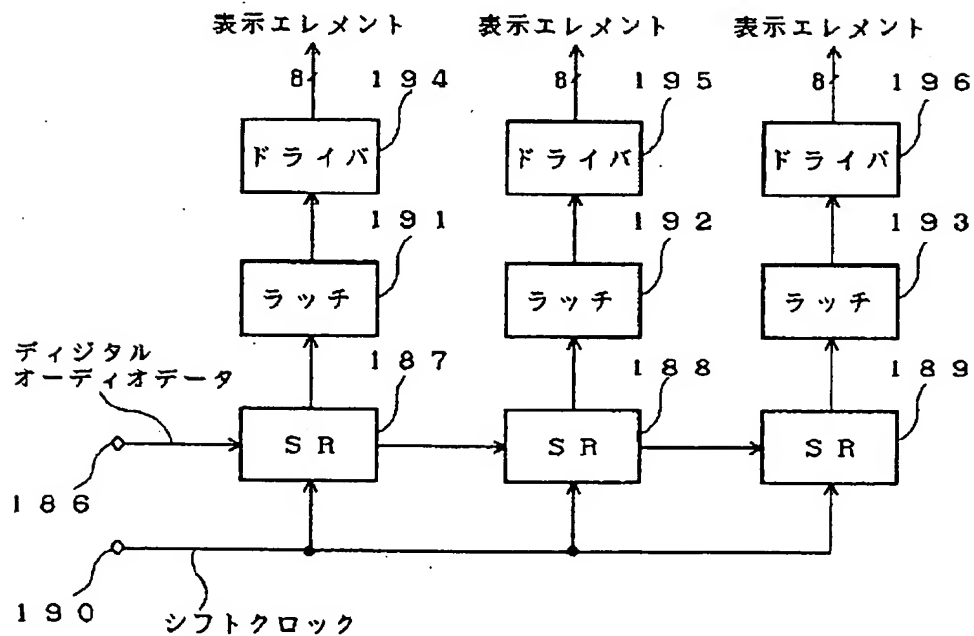 表示エレメント 表示エレメント 表示エレメント
8 194 8 195 8 196
ドライバ ドライバ ドライバ
191 192 193
ラッチ ラッチ ラッチ
ディジタル
オーディオデータ
187 188 189
SR SR SR
186
190
シフトクロック